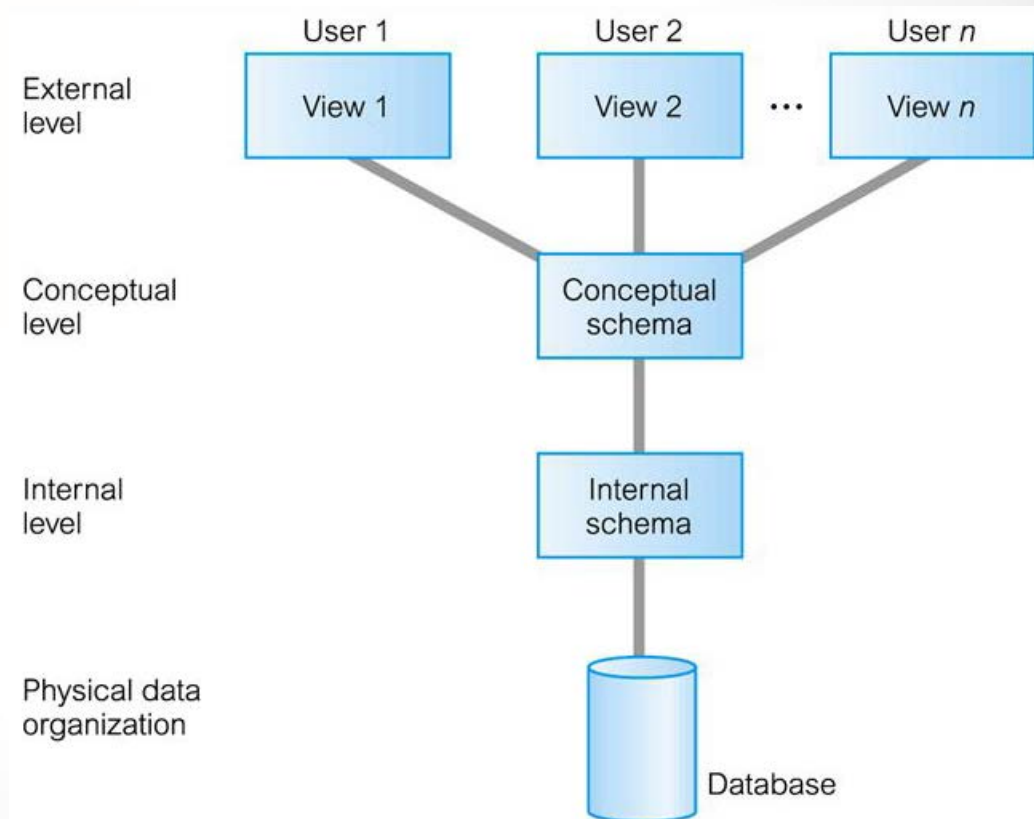 User 1
User 2
User n
External
level
View 1
View 2
...
View n
Conceptual
level
Conceptual
schema
Internal
level
Internal
schema
Physical data
organization
Database